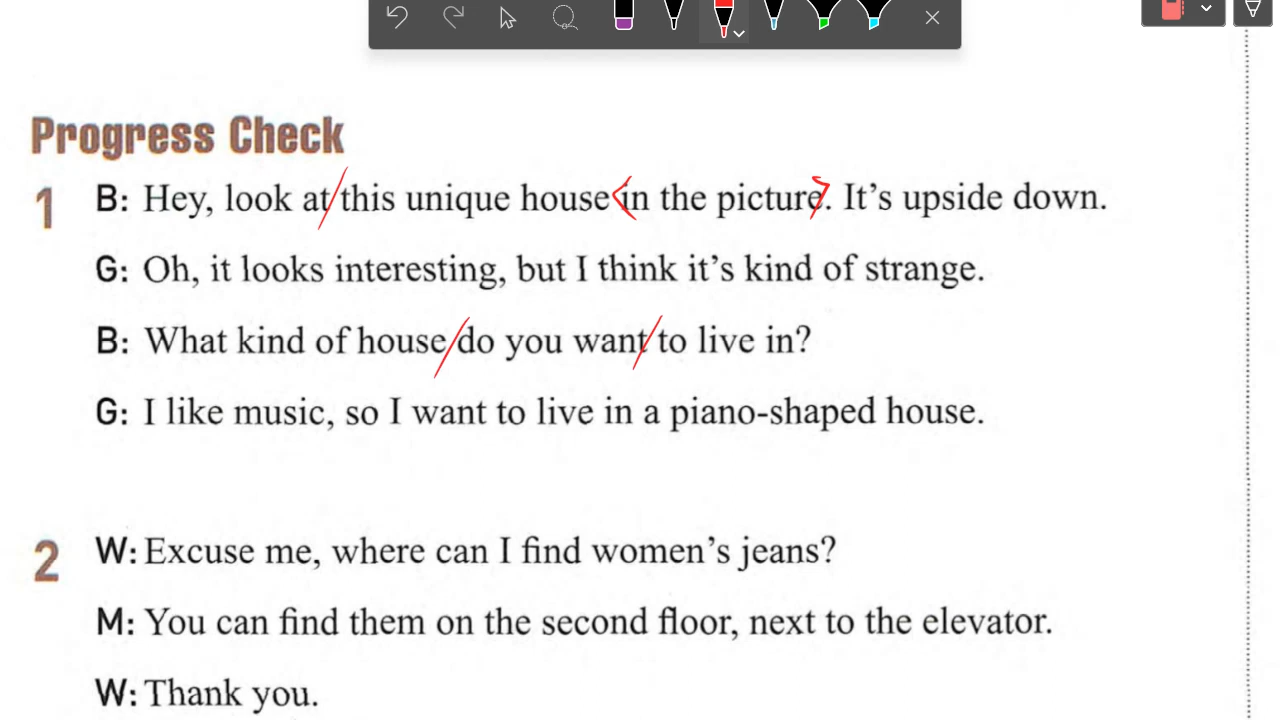 Progress Check
1 B: Hey, look at this unique house in the picture. It's upside down.
G: Oh, it looks interesting, but I think it's kind of strange.
B: What kind of house do you want to live in?
G: I like music, so I want to live in a piano-shaped house.
2 W: Excuse me, where can I find women's jeans?
M: You can find them on the second floor, next to the elevator.
W: Thank you.